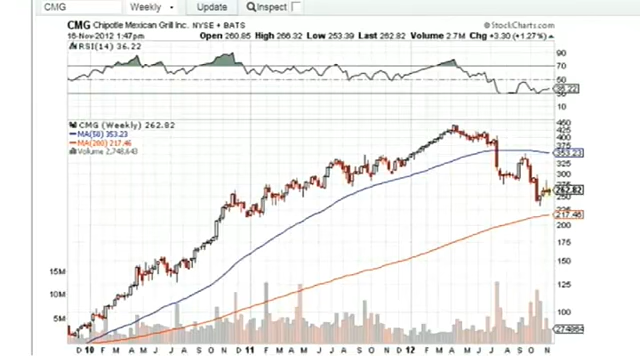 CMG Weekly Update Inspect
CMG Chipotle Mexican Grill Inc. NYSE + BATS © StockCharts.com
16-Nov-2012 1:47pm Open 260.85 High 266.32 Low 253.39 Last 262.82 Volume 2.7M Chg +3.30 (+1.27%)
RSI(14) 36.22
90
70
50
36.22
30
10
CMG (Weekly) 262.82
MA(50) 353.23
MA(200) 217.46
Volume 2,748,643
450
425
400
375
353.23
325
300
275
262.82
250
217.46
200
175
150
125
100
15M
10M
5M
D 10 F M A M J J A S O N D 11 F M A M J J A S O N D 12 F M A M J J A S O N